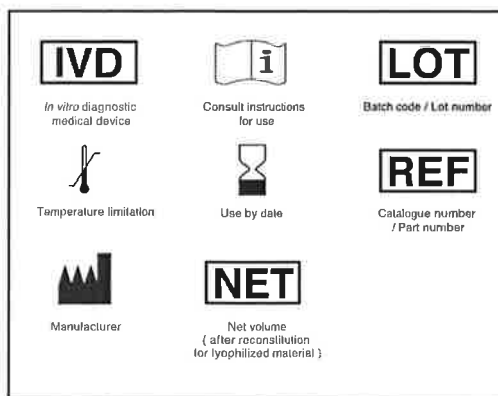 IVD
In vitro diagnostic
medical device
i
Consult instructions
for use
LOT
Batch code / Lot number
Temperature limitation
Use by date
REF
Catalogue number
/ Part number
Manufacturer
NET
Net volume
( after reconstitution
for lyophilized material )